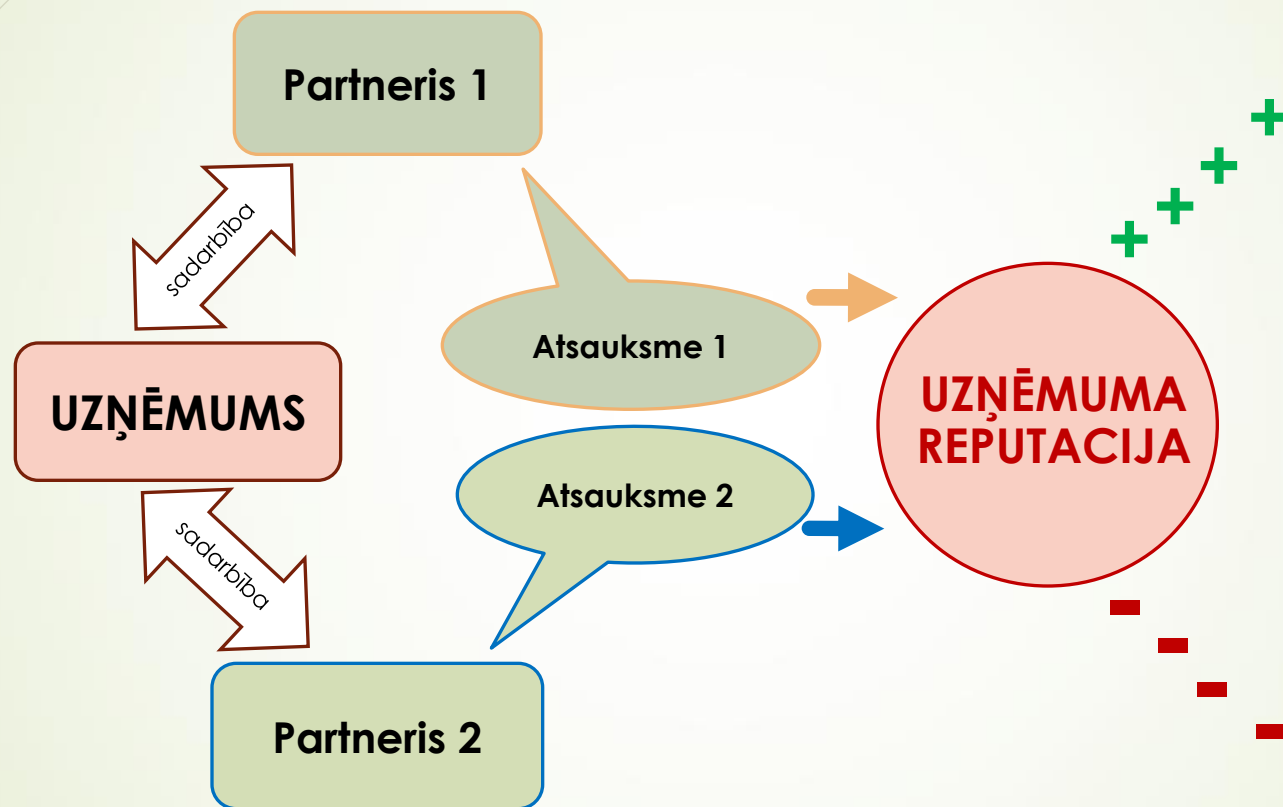 Partneris 1
sadarbība
Atsauksme 1
UZŅĒMUMS
UZŅĒMUMA
REPUTACIJA
Atsauksme 2
sadarbība
Partneris 2